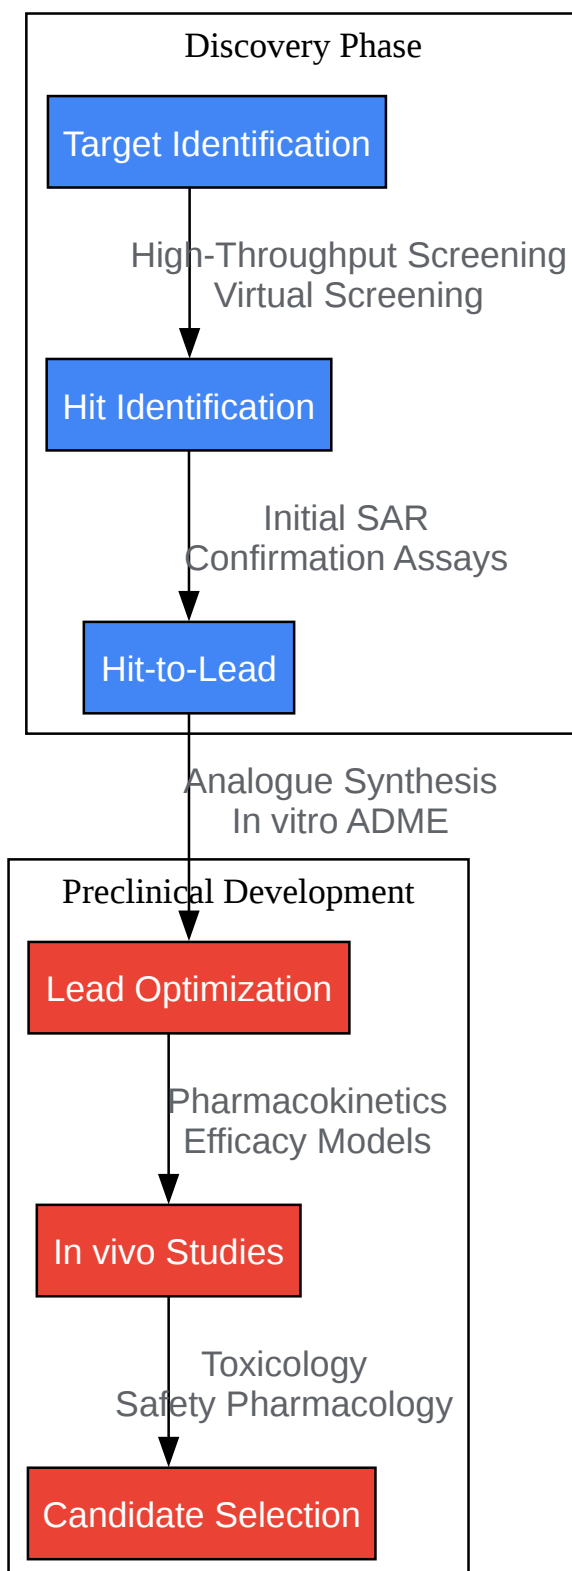 Discovery Phase
Target Identification
High-Throughput Screening
Virtual Screening
Hit Identification
Initial SAR
Confirmation Assays
Hit-to-Lead
Analogue Synthesis
In vitro ADME
Preclinical Development
Lead Optimization
Pharmacokinetics
Efficacy Models
In vivo Studies
Toxicology
Safety Pharmacology
Candidate Selection